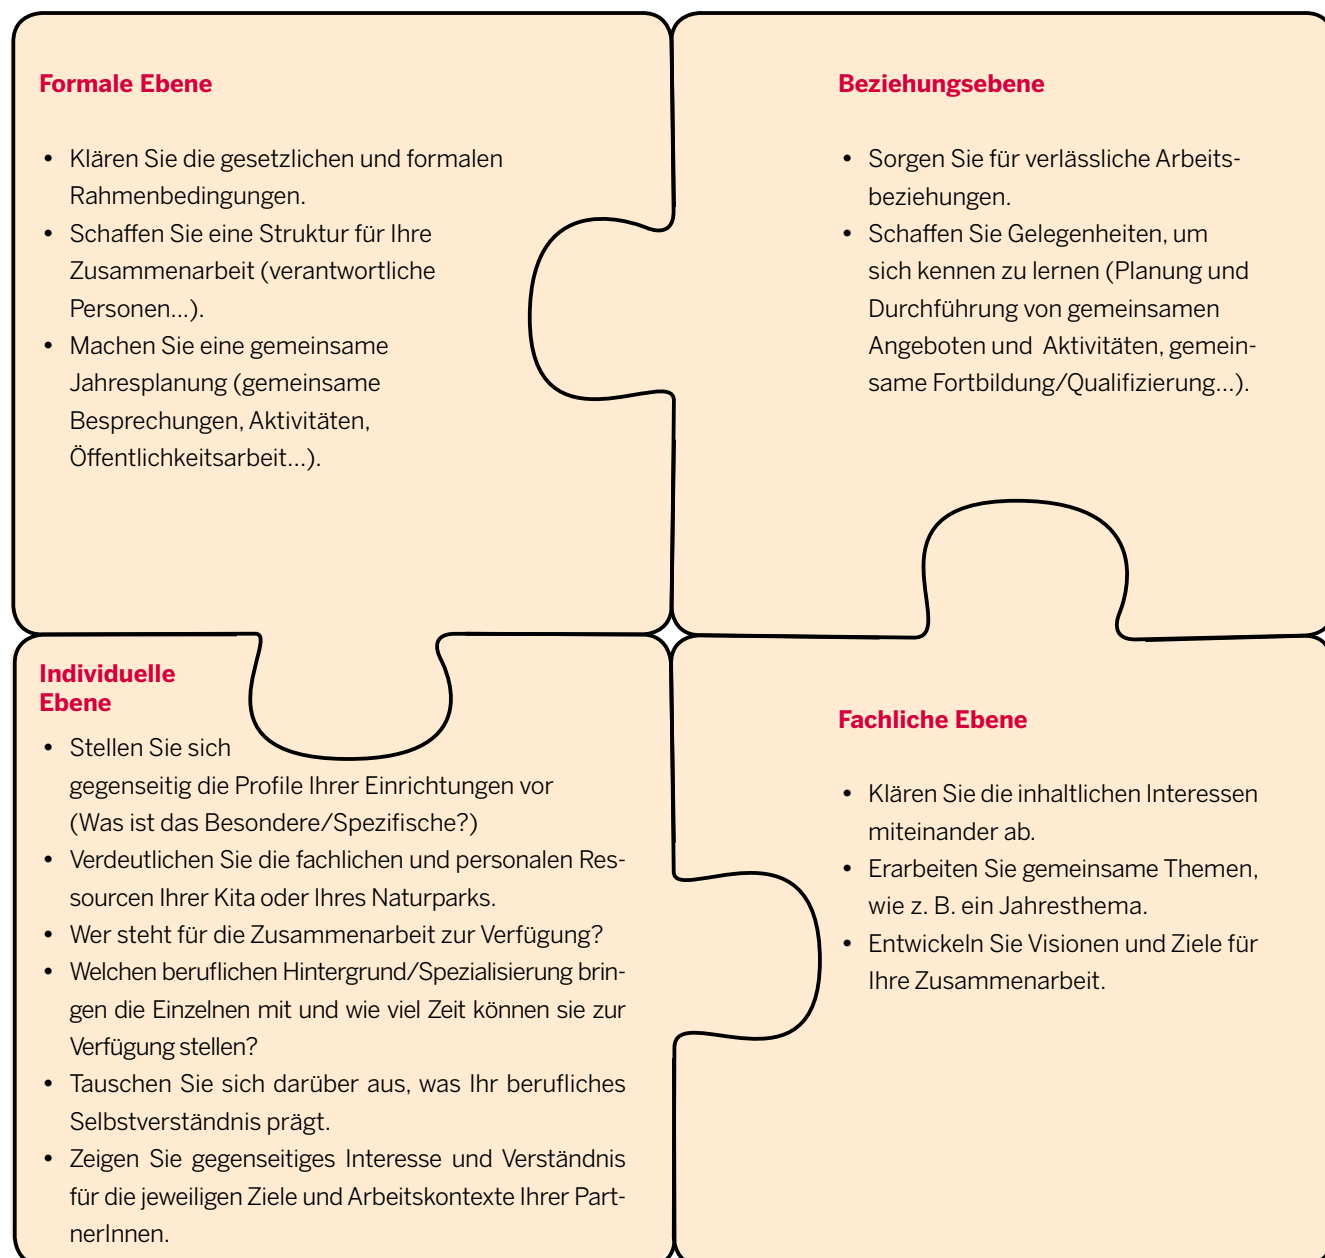 Formale Ebene
• Klären Sie die gesetzlichen und formalen
Rahmenbedingungen.
• Schaffen Sie eine Struktur für Ihre
Zusammenarbeit (verantwortliche
Personen...).
• Machen Sie eine gemeinsame
Jahresplanung (gemeinsame
Besprechungen, Aktivitäten,
Öffentlichkeitsarbeit...).
Beziehungsebene
• Sorgen Sie für verlässliche Arbeits-
beziehungen.
• Schaffen Sie Gelegenheiten, um
sich kennen zu lernen (Planung und
Durchführung von gemeinsamen
Angeboten und Aktivitäten, gemein-
same Fortbildung/Qualifizierung...).
Individuelle
Ebene
• Stellen Sie sich
gegenseitig die Profile Ihrer Einrichtungen vor
(Was ist das Besondere/Spezifische?)
• Verdeutlichen Sie die fachlichen und personalen Res-
sourcen Ihrer Kita oder Ihres Naturparks.
• Wer steht für die Zusammenarbeit zur Verfügung?
• Welchen beruflichen Hintergrund/Spezialisierung brin-
gen die Einzelnen mit und wie viel Zeit können sie zur
Verfügung stellen?
• Tauschen Sie sich darüber aus, was Ihr berufliches
Selbstverständnis prägt.
• Zeigen Sie gegenseitiges Interesse und Verständnis
für die jeweiligen Ziele und Arbeitskontexte Ihrer Part-
nerInnen.
Fachliche Ebene
• Klären Sie die inhaltlichen Interessen
miteinander ab.
• Erarbeiten Sie gemeinsame Themen,
wie z. B. ein Jahresthema.
• Entwickeln Sie Visionen und Ziele für
Ihre Zusammenarbeit.